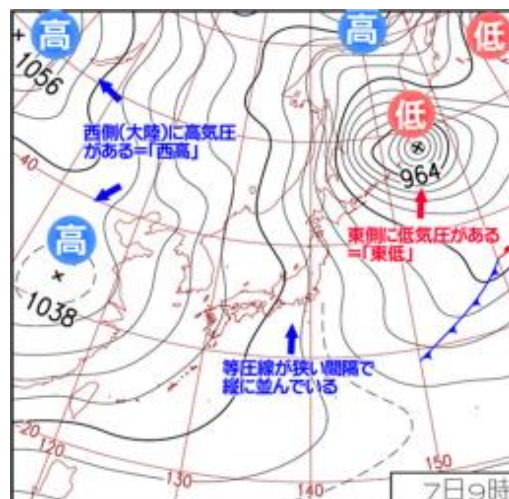 高
高
低
1056
西側(大陸)に高気圧
がある=「西高」
低
964
40
高
1038
東側に低気圧がある
=「東低」
等圧線が狭い間隔で
縦に並んでいる
20
120
130
140
150
7日9時